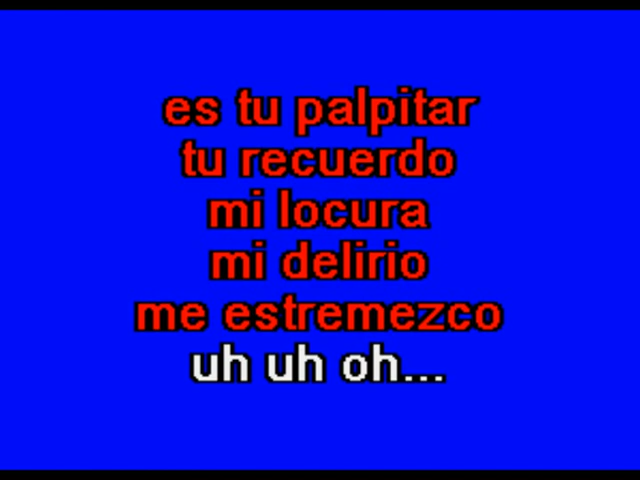 es tu palpitar
tu recuerdo
mi locura
mi delirio
me estremezco
uh uh oh...